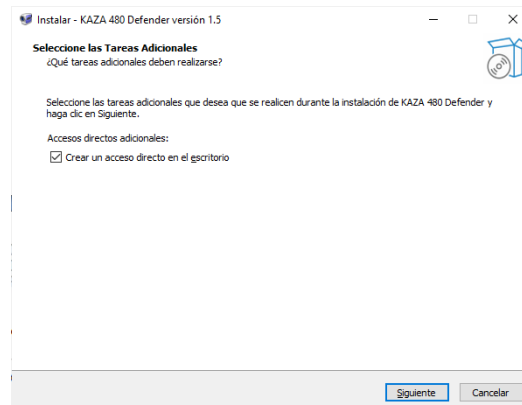 Instalar - KAZA 480 Defender versión 1.5
Seleccione las Tareas Adicionales
¿Qué tareas adicionales deben realizarse?
Seleccione las tareas adicionales que desea que se realicen durante la instalación de KAZA 480 Defender y
haga clic en Siguiente.
Accesos directos adicionales:
Crear un acceso directo en el escritorio
Siguiente Cancelar